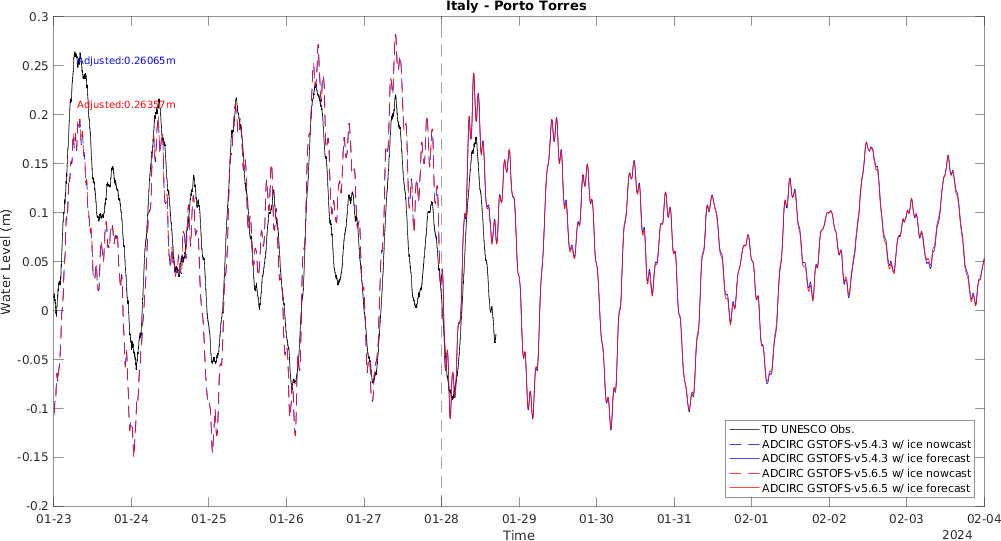 Italy - Porto Torres
0.3
0.25
0.2
0.15
0.1
0.05
0
-0.05
-0.1
-0.15
-0.2
Water Level (m)
Adjusted:0.26065m
Adjusted:0.26357m
TD UNESCO Obs.
ADCIRC GSTOFS-v5.4.3 w/ ice nowcast
ADCIRC GSTOFS-v5.4.3 w/ ice forecast
ADCIRC GSTOFS-v5.6.5 w/ ice nowcast
ADCIRC GSTOFS-v5.6.5 w/ ice forecast
01-23 01-24 01-25 01-26 01-27 01-28 01-29 01-30 01-31 02-01 02-02 02-03 02-04
Time
2024